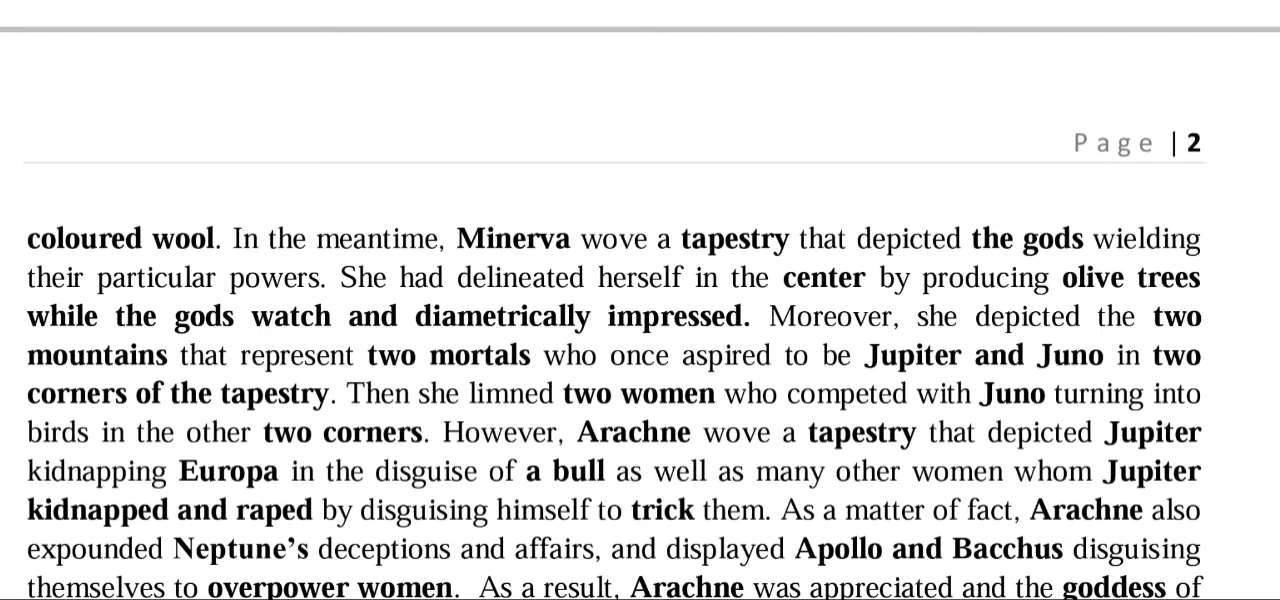 Page | 2
coloured wool. In the meantime, Minerva wove a tapestry that depicted the gods wielding
their particular powers. She had delineated herself in the center by producing olive trees
while the gods watch and diametrically impressed. Moreover, she depicted the two
mountains that represent two mortals who once aspired to be Jupiter and Juno in two
corners of the tapestry. Then she limned two women who competed with Juno turning into
birds in the other two corners. However, Arachne wove a tapestry that depicted Jupiter
kidnapping Europa in the disguise of a bull as well as many other women whom Jupiter
kidnapped and raped by disguising himself to trick them. As a matter of fact, Arachne also
expounded Neptune’s deceptions and affairs, and displayed Apollo and Bacchus disguising
themselves to overpower women. As a result, Arachne was appreciated and the goddess of